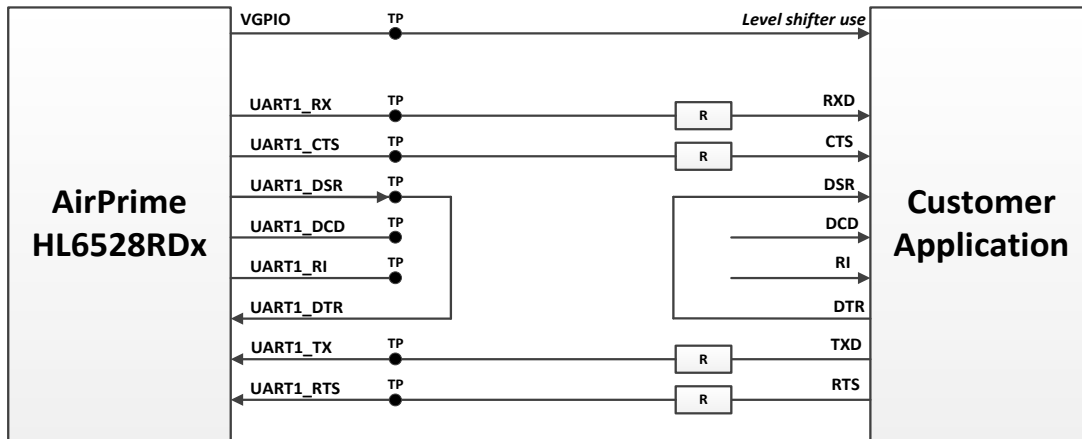 VGPIO TP Level shifter use
UART1_RX TP R RXD
UART1_CTS TP R CTS
UART1_DSR TP DSR
AirPrime
HL6528RDx
Customer
Application
UART1_DCD TP DCD
UART1_RI TP RI
UART1_DTR DTR
UART1_TX TP R TXD
UART1_RTS TP R RTS